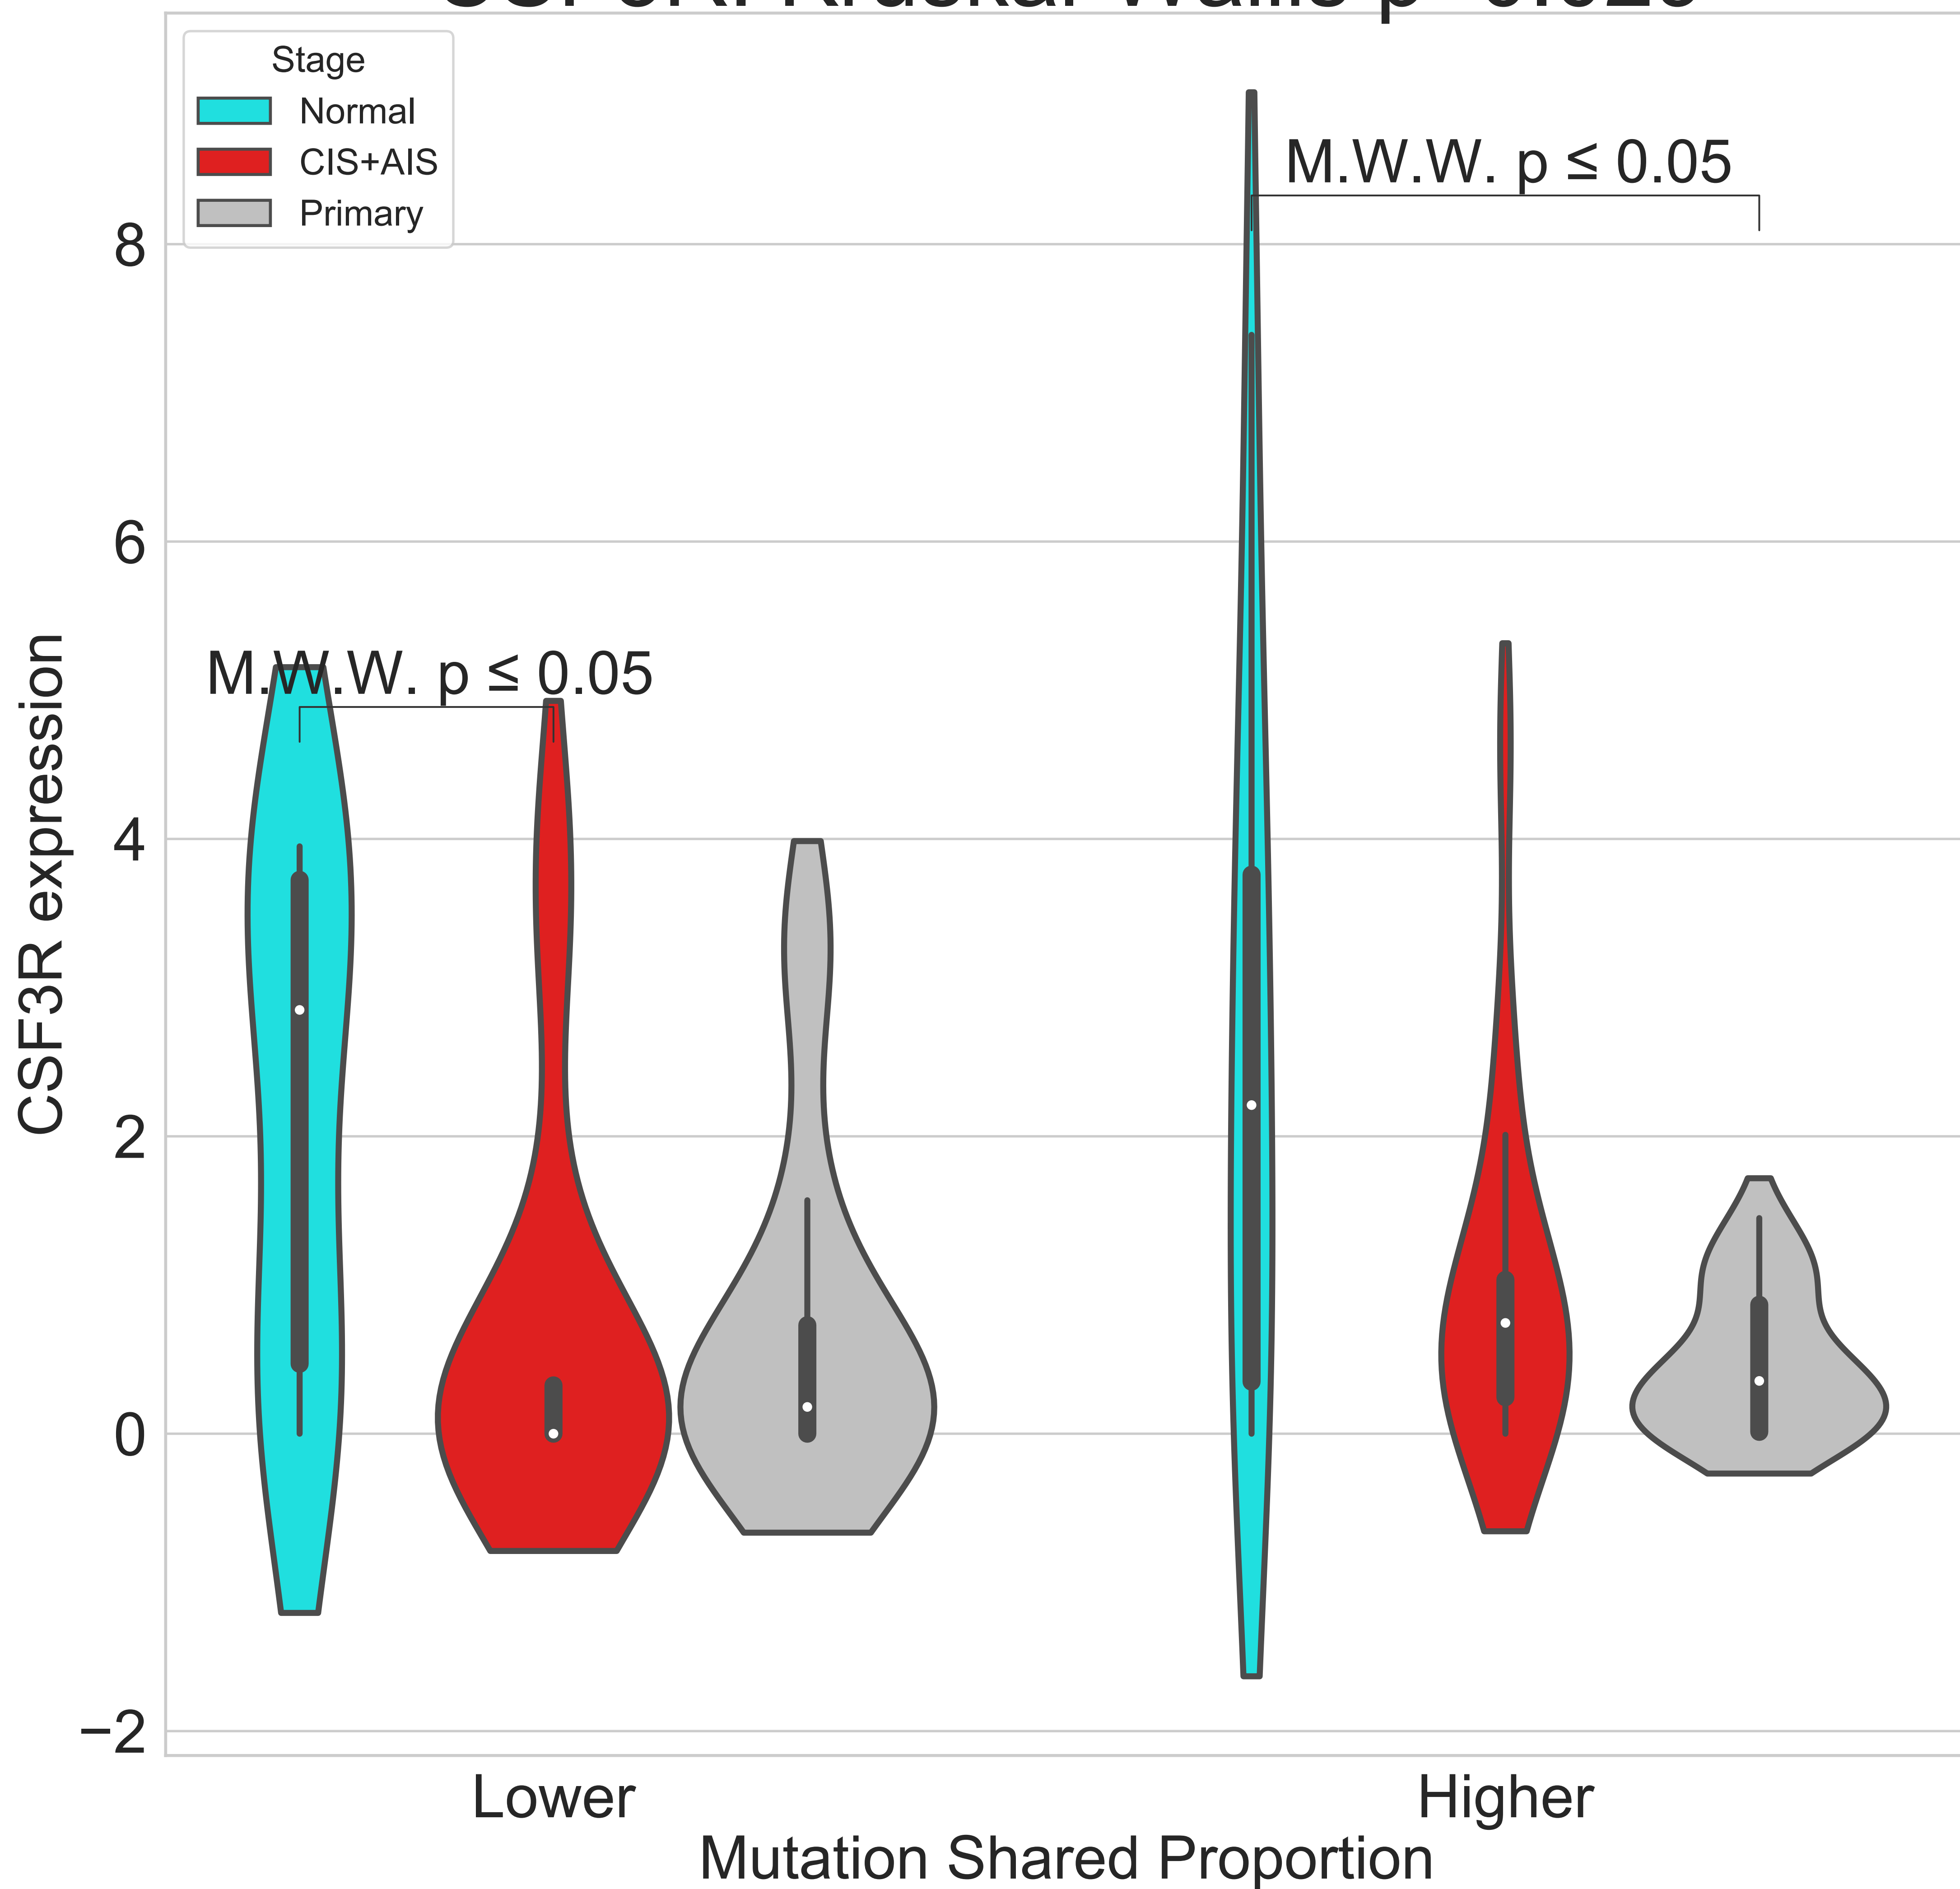 Stage
Normal
CIS+AIS
Primary
M.W.W. p ≤ 0.05
M.W.W. p ≤ 0.05
8
6
4
2
0
−2
CSF3R expression
Lower
Higher
Mutation Shared Proportion